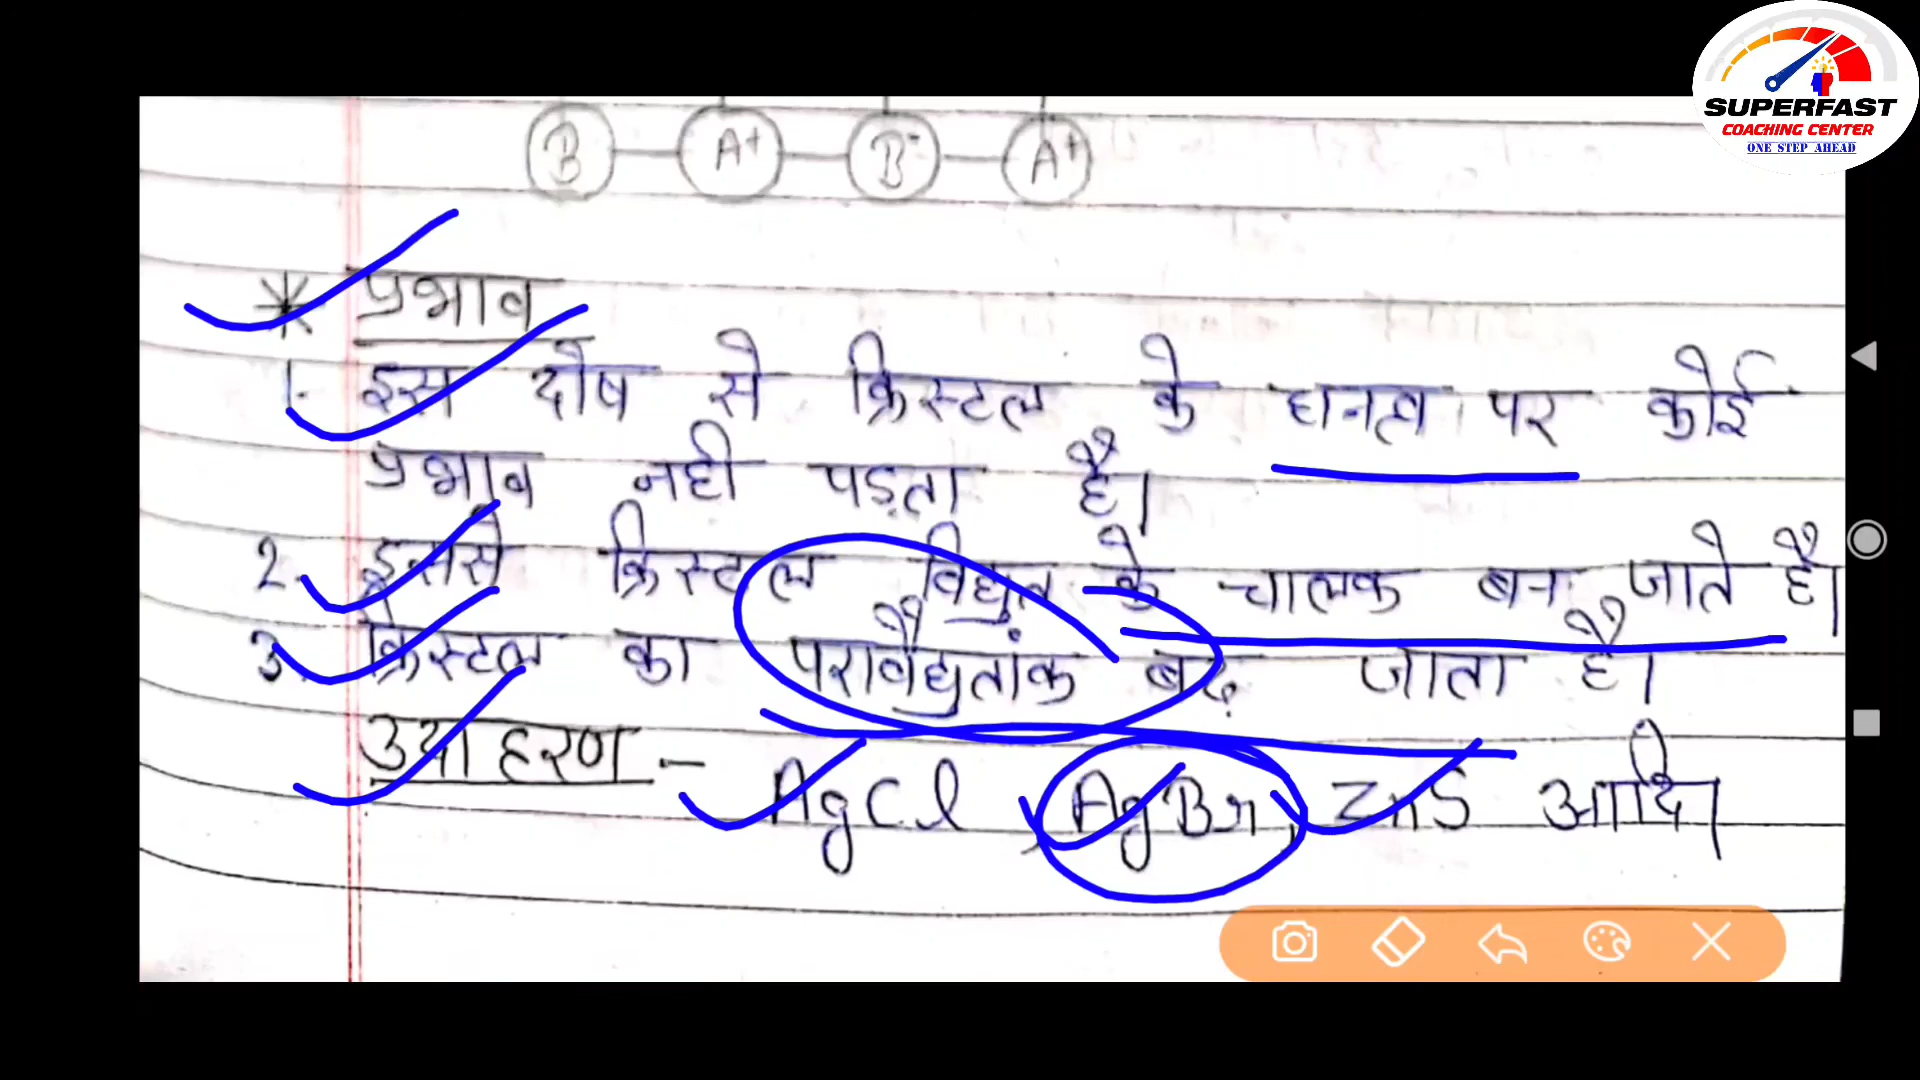 SUPERFAST
COACHING CENTER
ONE STEP AHEAD
B A+ B- A+
* प्रभाव
1. इस दोष से क्रिस्टल के घनत्व पर कोई
प्रभाव नही पड़ता है।
2. इससे क्रिस्टल विद्युत के चालक बन जाते है।
3. क्रिस्टल का परावैद्युतांक बढ़ जाता है।
उदाहरण - AgCl, AgBr, ZnS आदि।